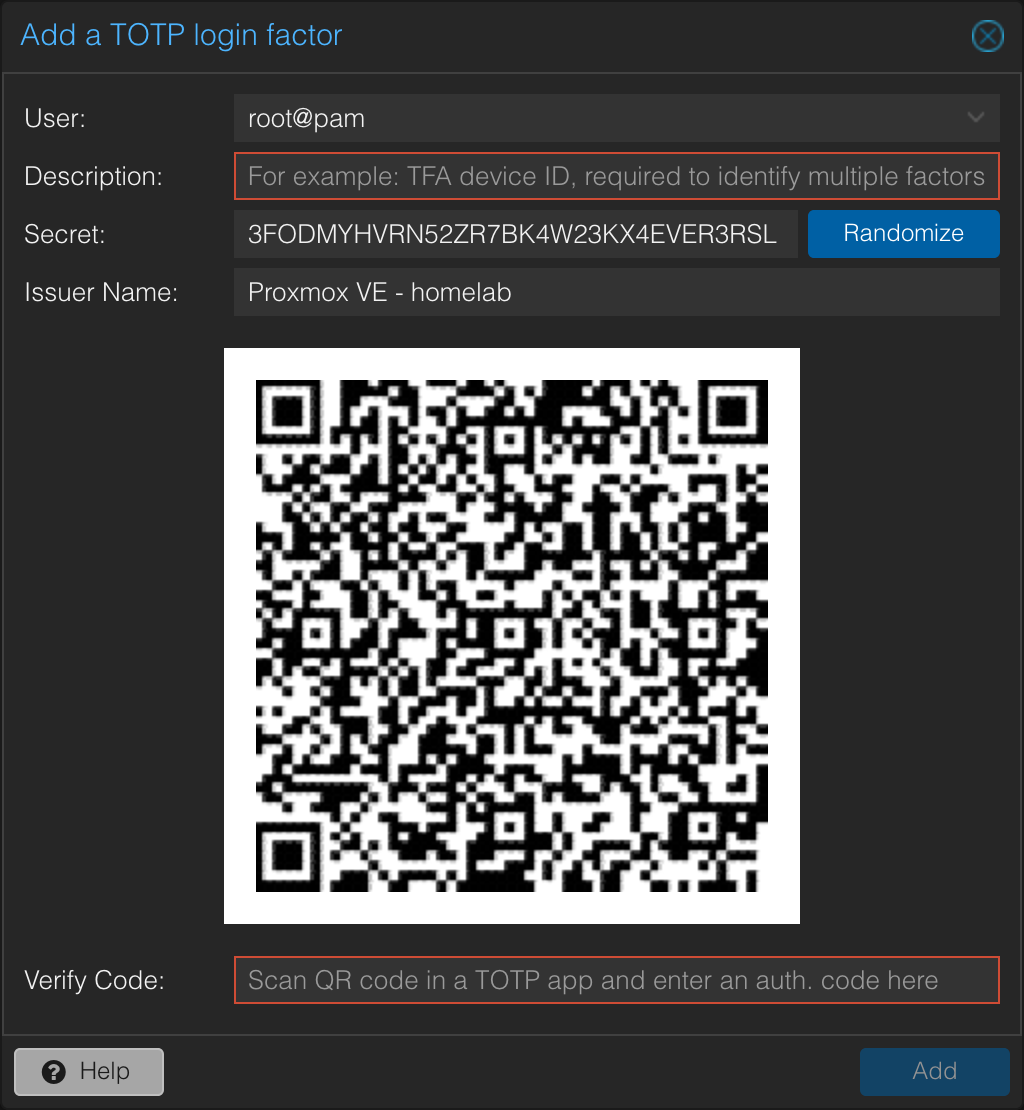 Add a TOTP login factor
User: root@pam
Description: For example: TFA device ID, required to identify multiple factors
Secret: 3FODMYHVRN52ZR7BK4W23KX4EVER3RSL Randomize
Issuer Name: Proxmox VE - homelab
Verify Code: Scan QR code in a TOTP app and enter an auth. code here
? Help Add